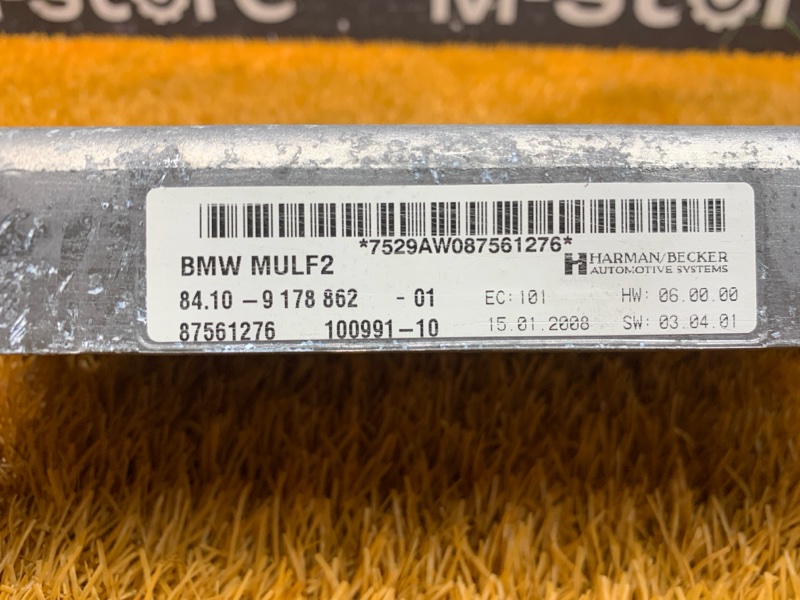 M-Store
*7529AW087561276*
BMW MULF2
HARMAN/BECKER
AUTOMOTIVE SYSTEMS
84.10 - 9 178 862 - 01 EC: 101 HW: 06.00.00
87561276 100991-10 15.01.2008 SW: 03.04.01